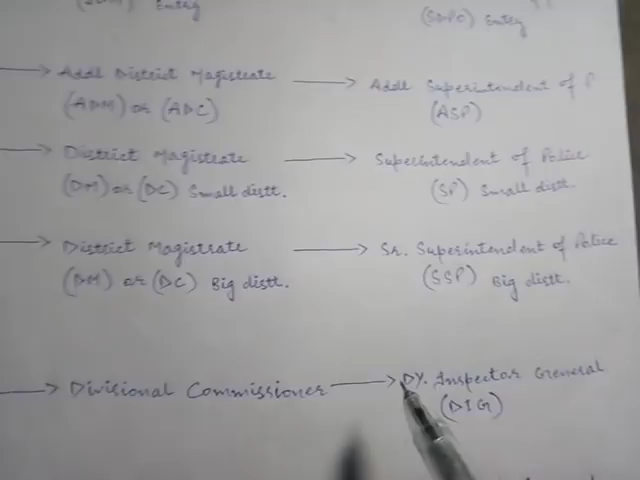 Entry
(SDPO) Entry
Addl District Magistrate → Addl Superintendent of P
(ADM) or (ADC) (ASP)
District Magistrate → Superintendent of Police
(DM) or (DC) Small distt. (SP) Small distt.
District Magistrate → Sr. Superintendent of Police
(DM) or (DC) Big distt. (SSP) Big distt.
Divisional Commissioner → DY. Inspector General
(DIG)